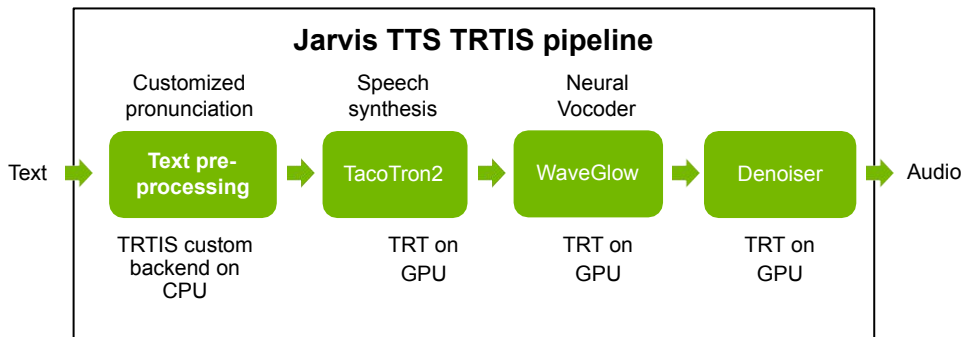 Jarvis TTS TRTIS pipeline
Customized
pronunciation
Speech
synthesis
Neural
Vocoder
Text
Text pre-
processing
TacoTron2
WaveGlow
Denoiser
Audio
TRTIS custom
backend on
CPU
TRT on
GPU
TRT on
GPU
TRT on
GPU